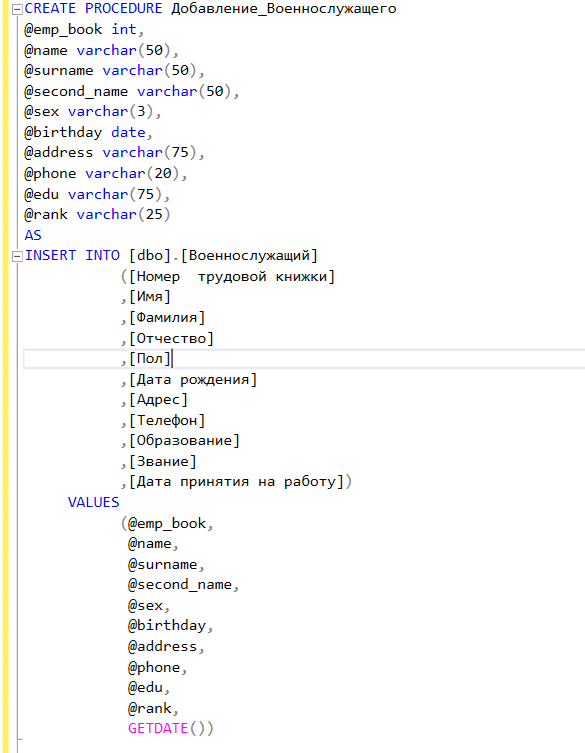 CREATE PROCEDURE Добавление_Военнослужащего
@emp_book int,
@name varchar(50),
@surname varchar(50),
@second_name varchar(50),
@sex varchar(3),
@birthday date,
@address varchar(75),
@phone varchar(20),
@edu varchar(75),
@rank varchar(25)
AS
INSERT INTO [dbo].[Военнослужащий]
([Номер  трудовой книжки]
,[Имя]
,[Фамилия]
,[Отчество]
,[Пол]
,[Дата рождения]
,[Адрес]
,[Телефон]
,[Образование]
,[Звание]
,[Дата принятия на работу])
VALUES
(@emp_book,
@name,
@surname,
@second_name,
@sex,
@birthday,
@address,
@phone,
@edu,
@rank,
GETDATE())